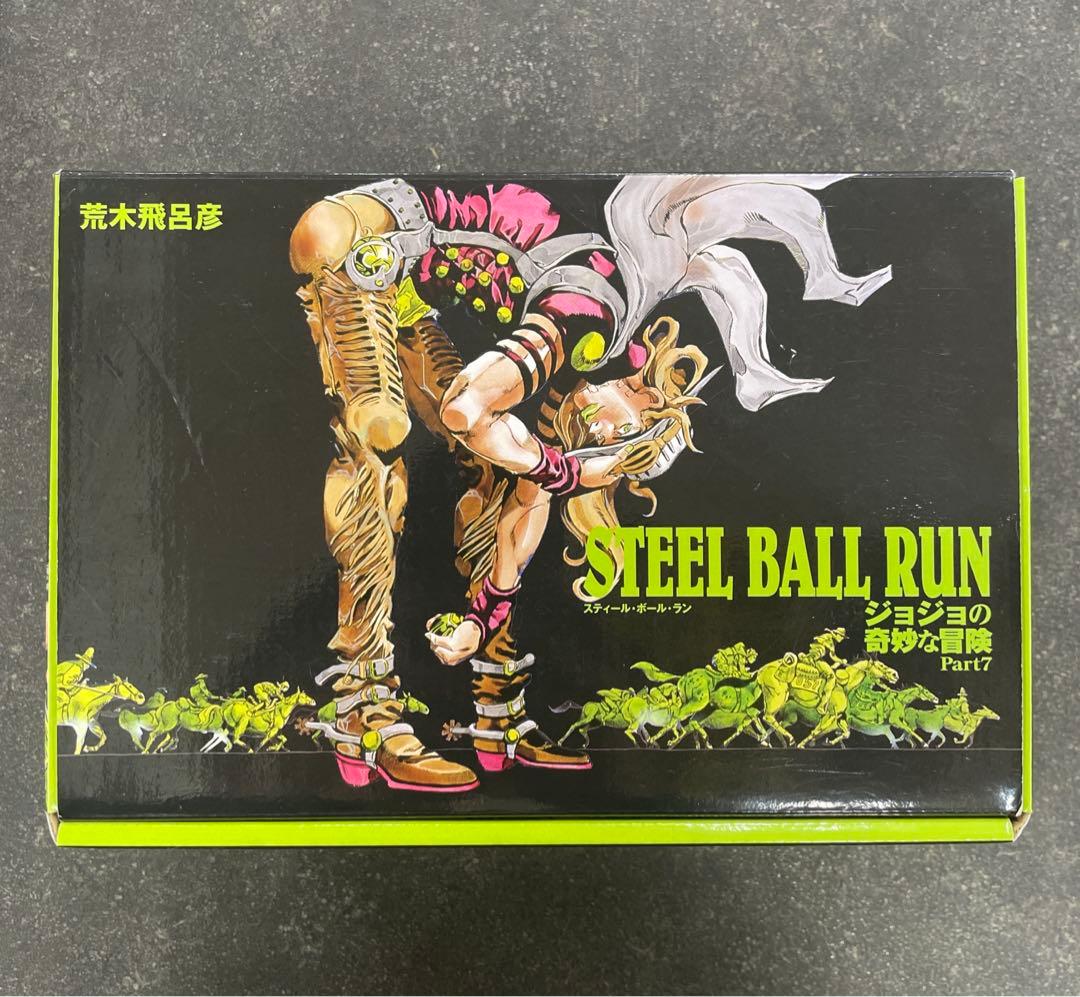 荒木飛呂彦
STEEL BALL RUN
スティール・ボール・ラン
ジョジョの
奇妙な冒険
Part7